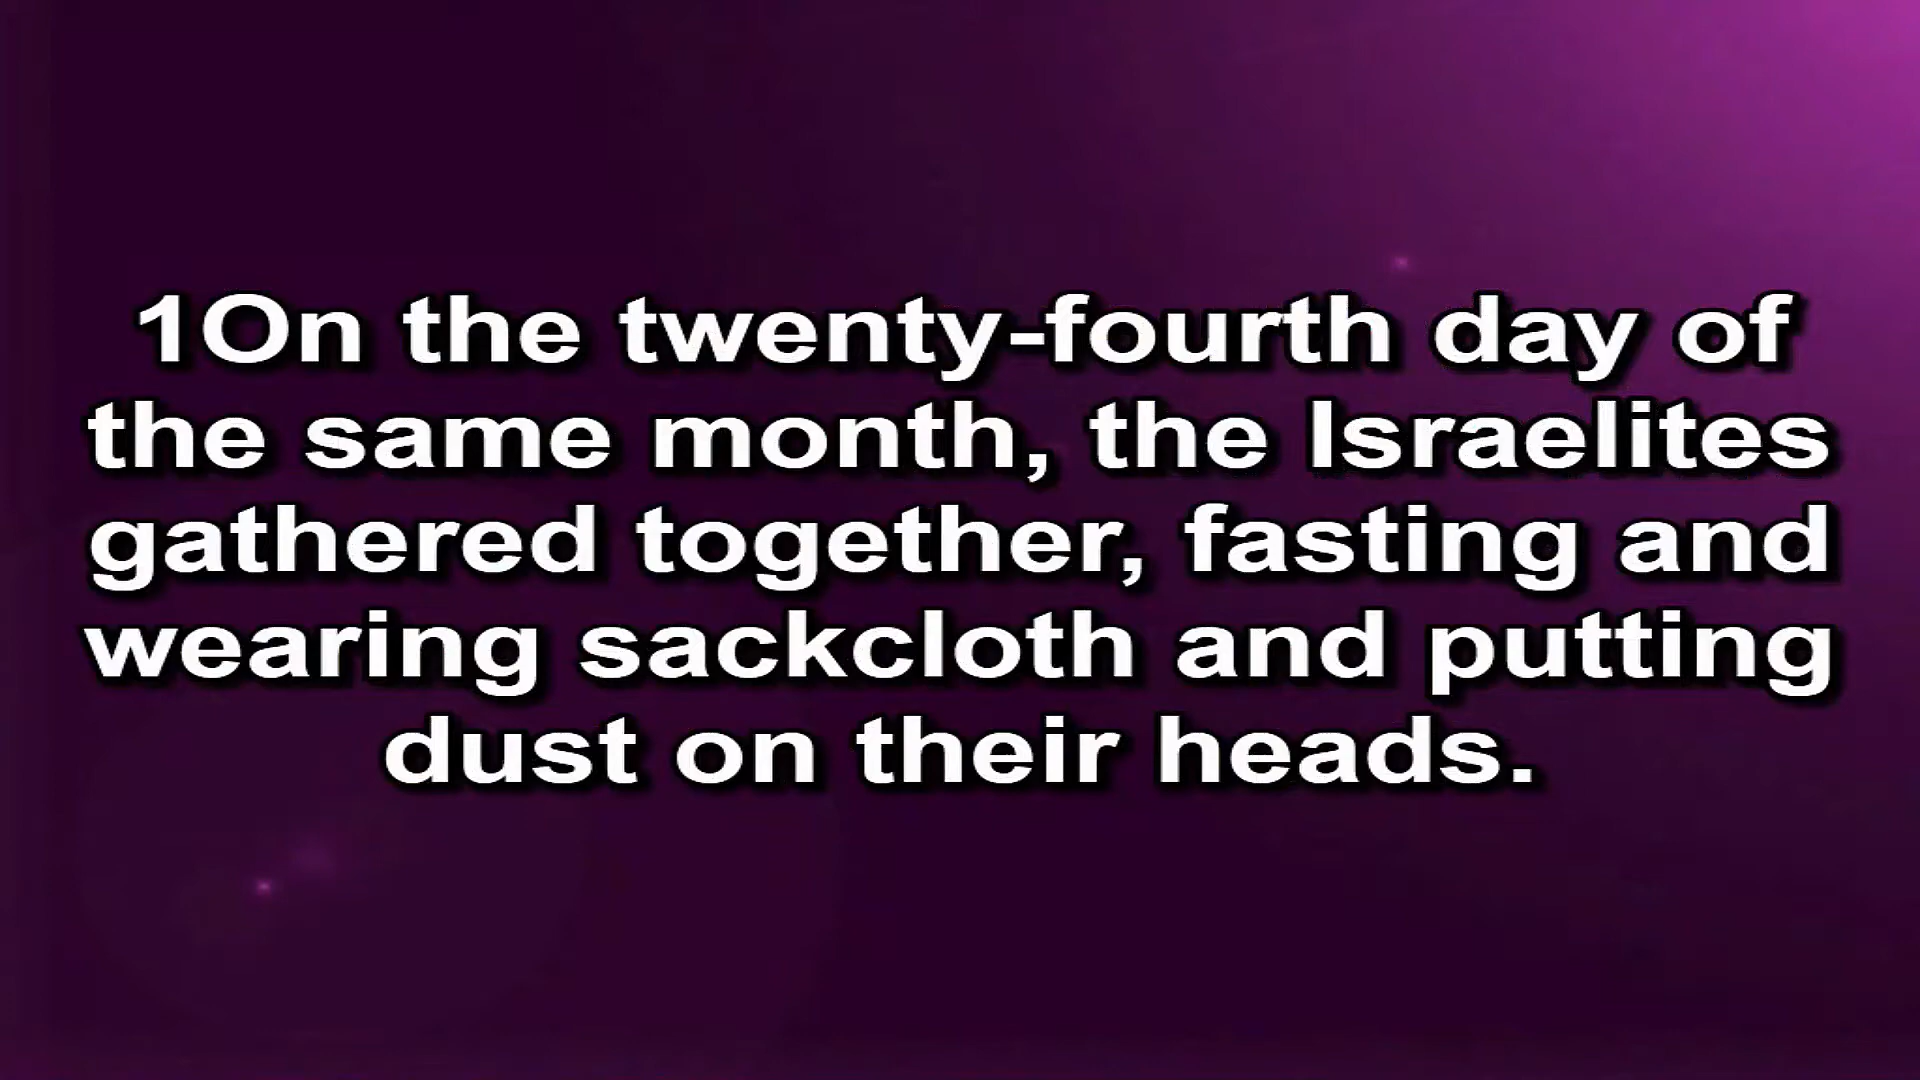 1On the twenty-fourth day of
the same month, the Israelites
gathered together, fasting and
wearing sackcloth and putting
dust on their heads.